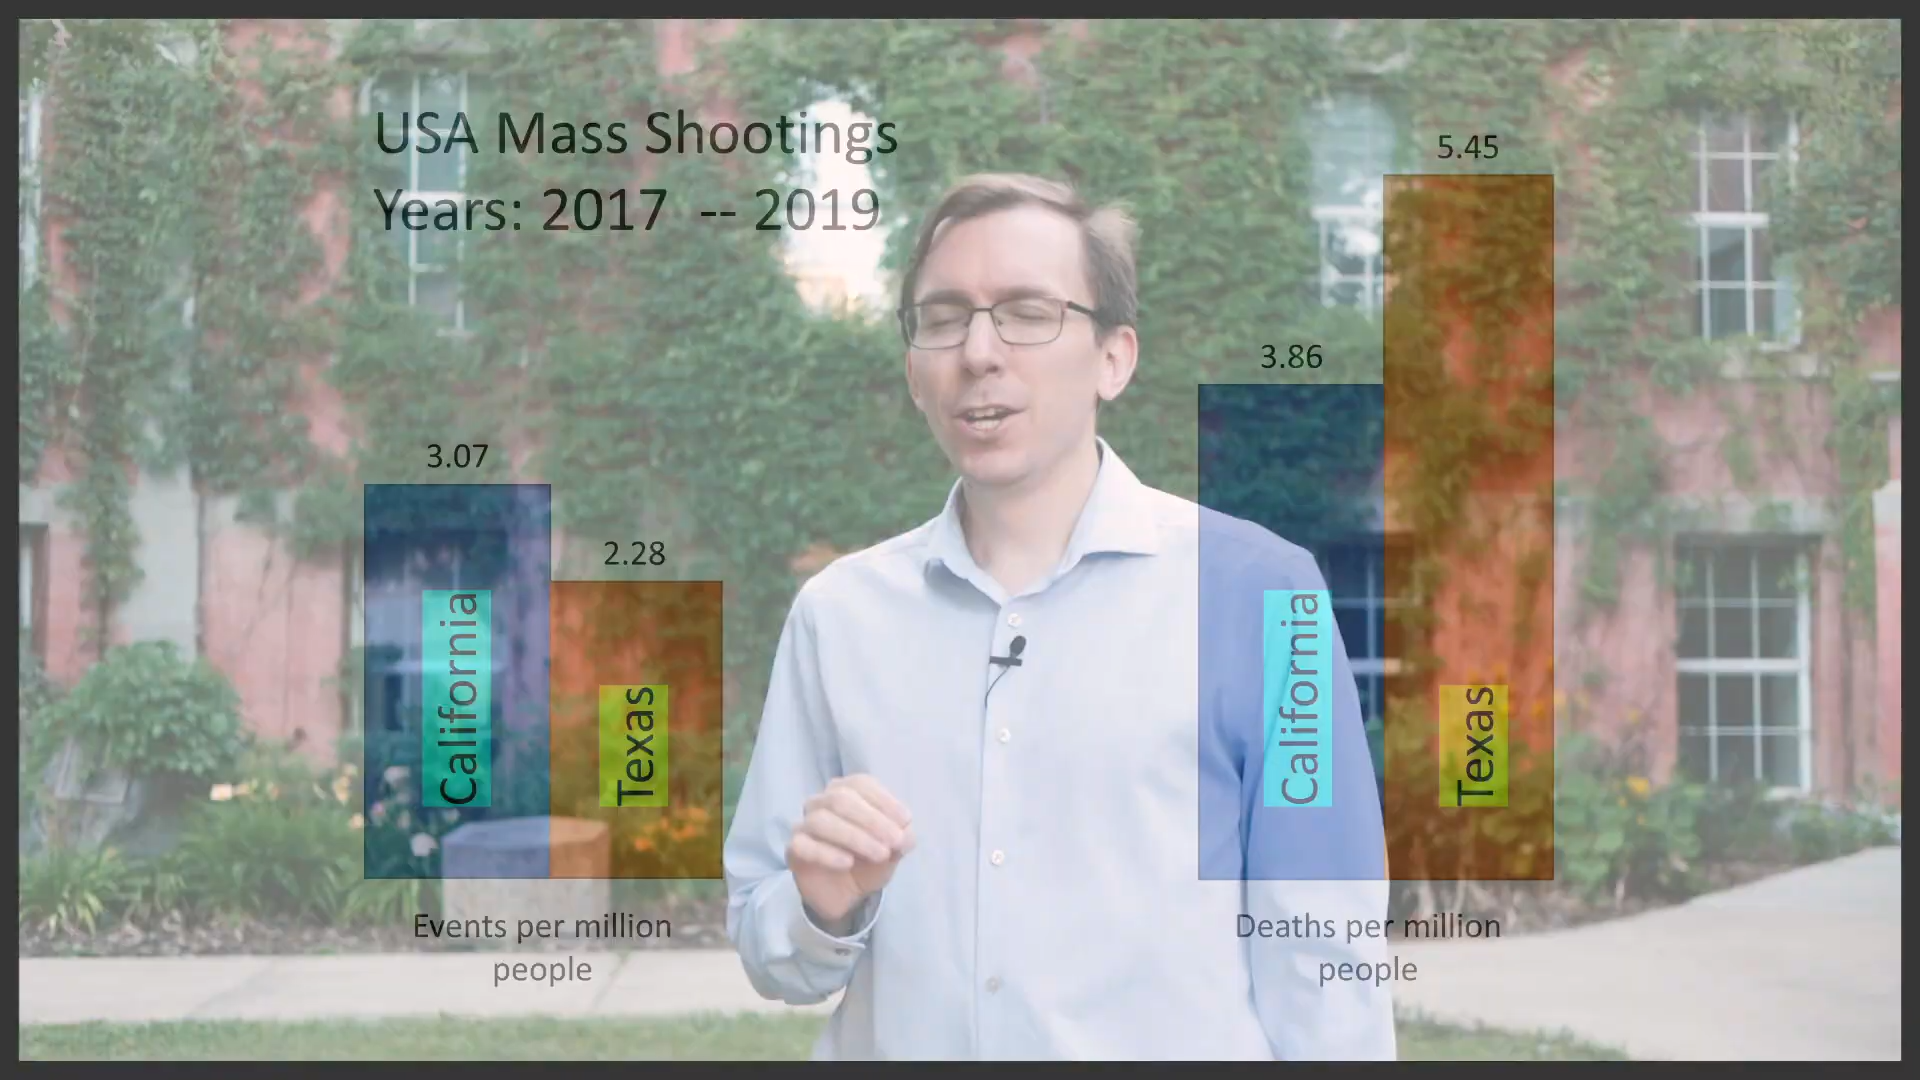 USA Mass Shootings
Years: 2017 -- 2019
3.07
2.28
California
Texas
Events per million
people
3.86
5.45
California
Texas
Deaths per million
people